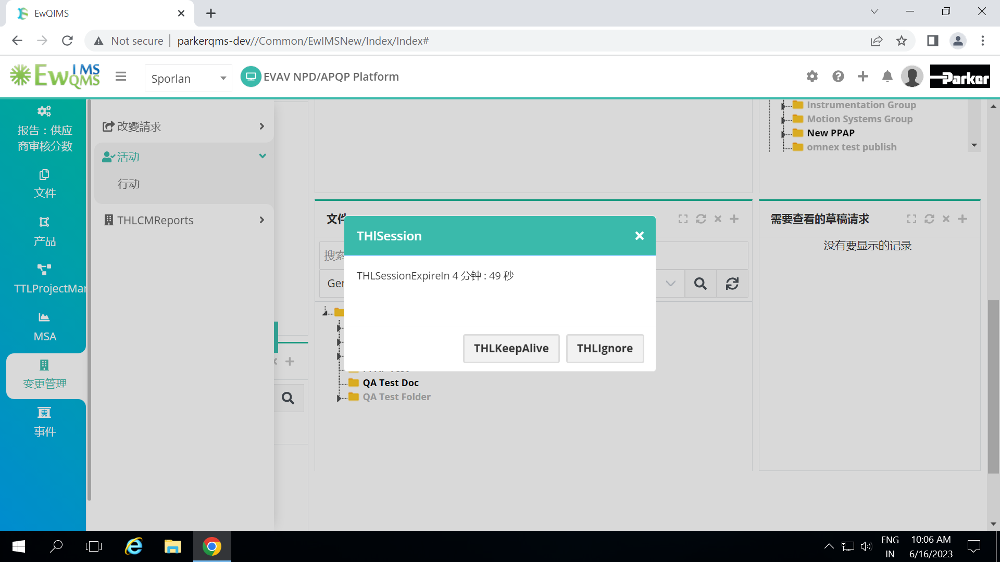 EwQIMS
Not secure
parkerqms-dev//Common/EwIMSNew/Index/Index#
EwIMS
QMS
Sporlan
EVAV NPD/APQP Platform
Parker
报告：供应
商审核分数
文件
产品
TTLProjectMar
MSA
变更管理
事件
改變請求
活动
行动
THLCMReports
Instrumentation Group
Motion Systems Group
New PPAP
omnex test publish
文件
搜索
Ger
QA Test Doc
QA Test Folder
需要查看的草稿请求
没有要显示的记录
THlSession
THLSessionExpireIn 4 分钟 : 49 秒
THLKeepAlive
THLIgnore
ENG
IN
10:06 AM
6/16/2023